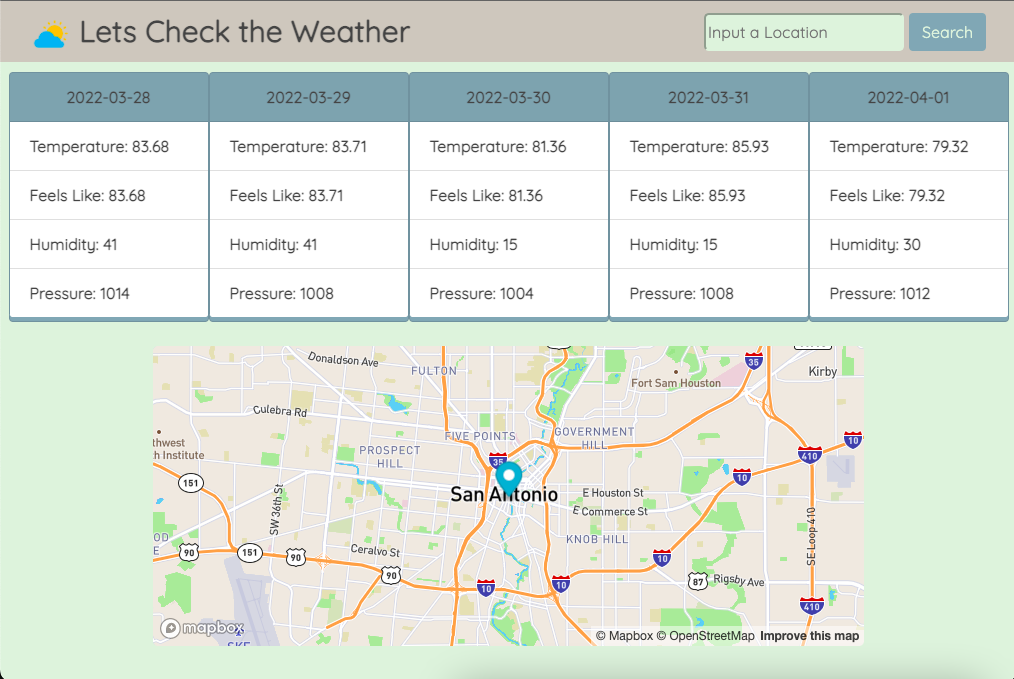 Lets Check the Weather
Input a Location
Search
2022-03-28
2022-03-29
2022-03-30
2022-03-31
2022-04-01
Temperature: 83.68
Temperature: 83.71
Temperature: 81.36
Temperature: 85.93
Temperature: 79.32
Feels Like: 83.68
Feels Like: 83.71
Feels Like: 81.36
Feels Like: 85.93
Feels Like: 79.32
Humidity: 41
Humidity: 41
Humidity: 15
Humidity: 15
Humidity: 30
Pressure: 1014
Pressure: 1008
Pressure: 1004
Pressure: 1008
Pressure: 1012
Donaldson Ave
FULTON
35
Kirby
Fort Sam Houston
Culebra Rd
FIVE POINTS
GOVERNMENT
HILL
10
thwest
h Institute
PROSPECT
HILL
35
410
10
151
San Antonio
E Houston St
E Commerce St
SW 36th St
SE Loop 410
KNOB HILL
OD
E
90
151
90
Ceralvo St
10
90
10
10
87
Rigsby Ave
410
mapbox
SKF
© Mapbox © OpenStreetMap Improve this map